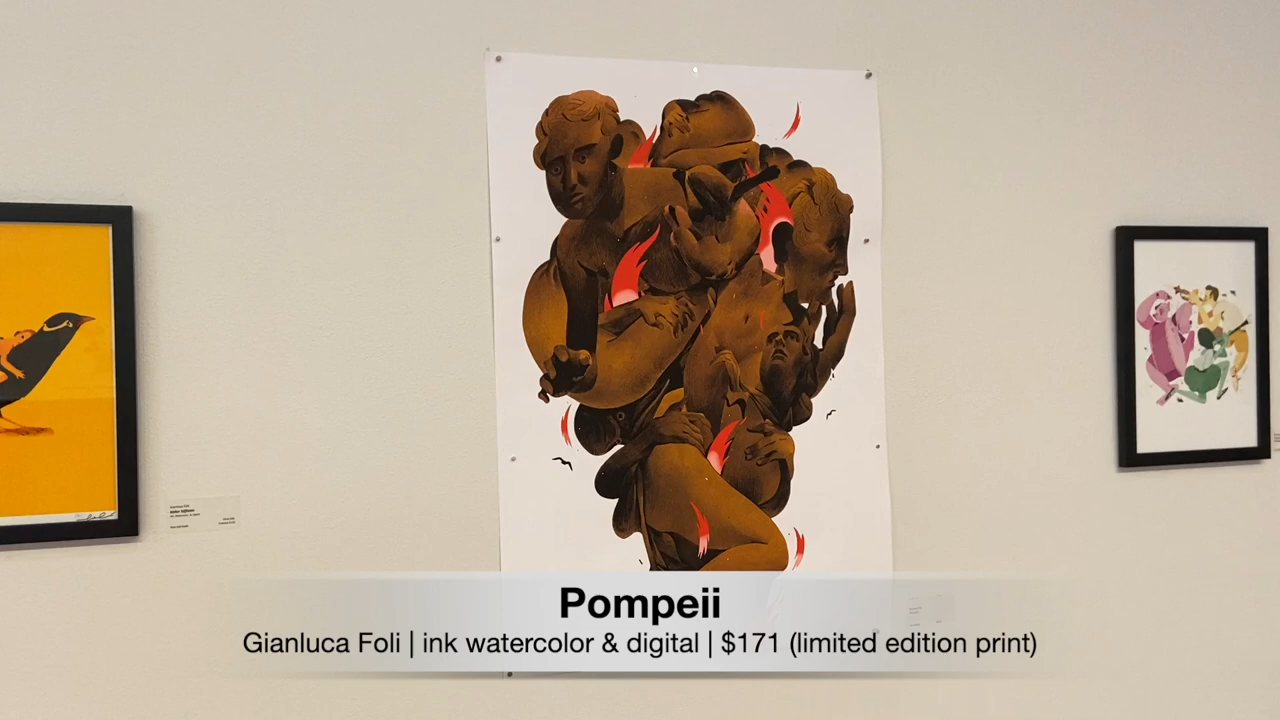 Pompeii
Gianluca Foli | ink watercolor & digital | $171 (limited edition print)